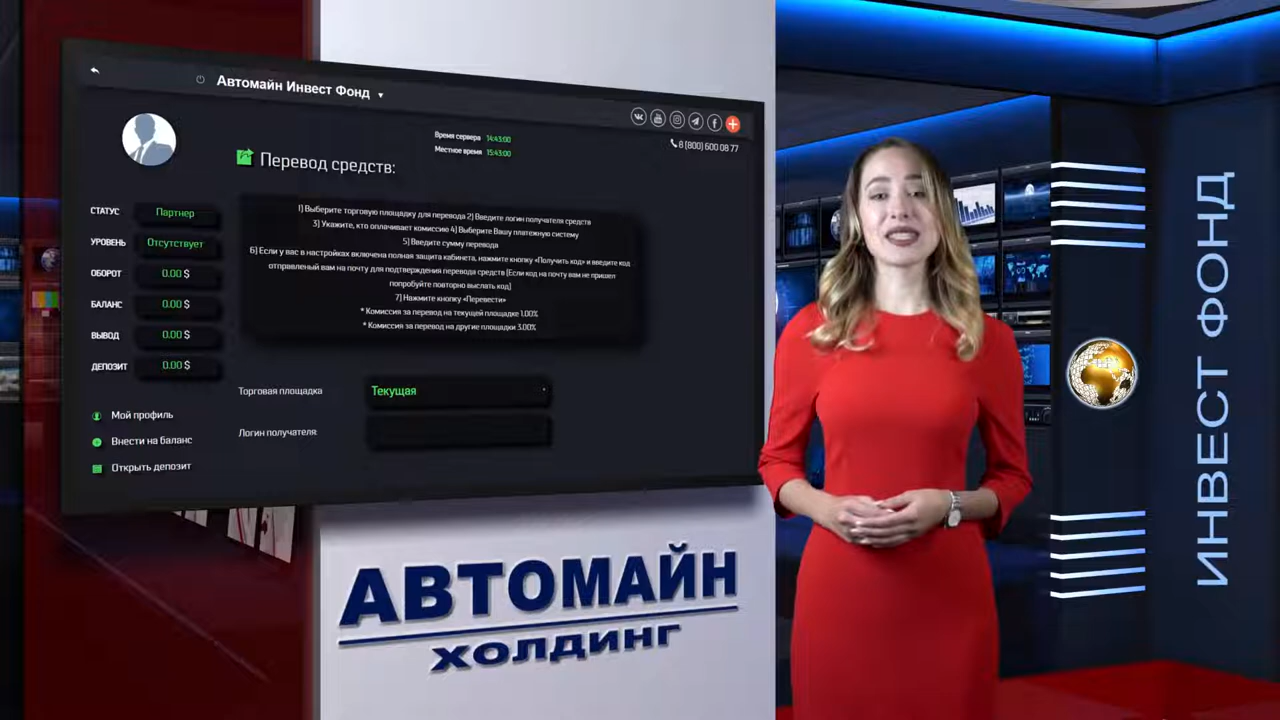 Автомайн Инвест Фонд
Время сервера 14:43:00
Местное время 15:43:00
8 (800) 600 08 77
Перевод средств:
1) Выберите торговую площадку для перевода 2) Введите логин получателя средств
3) Укажите, кто оплачивает комиссию 4) Выберите Вашу платежную систему
5) Введите сумму перевода
6) Если у вас в настройках включена полная защита кабинета, нажмите кнопку «Получить код» и введите код
отправленый вам на почту для подтверждения перевода средств (Если код на почту вам не пришел
попробуйте повторно выслать код)
7) Нажмите кнопку «Перевести»
* Комиссия за перевод на текущей площадке 1.00%
* Комиссия за перевод на другие площадки 3.00%
СТАТУС Партнер
УРОВЕНЬ Отсутствует
ОБОРОТ 0.00 $
БАЛАНС 0.00 $
ВЫВОД 0.00 $
ДЕПОЗИТ 0.00 $
Мой профиль
Внести на баланс
Открыть депозит
Торговая площадка Текущая
Логин получателя
АВТОМАЙН
ХОЛДИНГ
ИНВЕСТ ФОНД